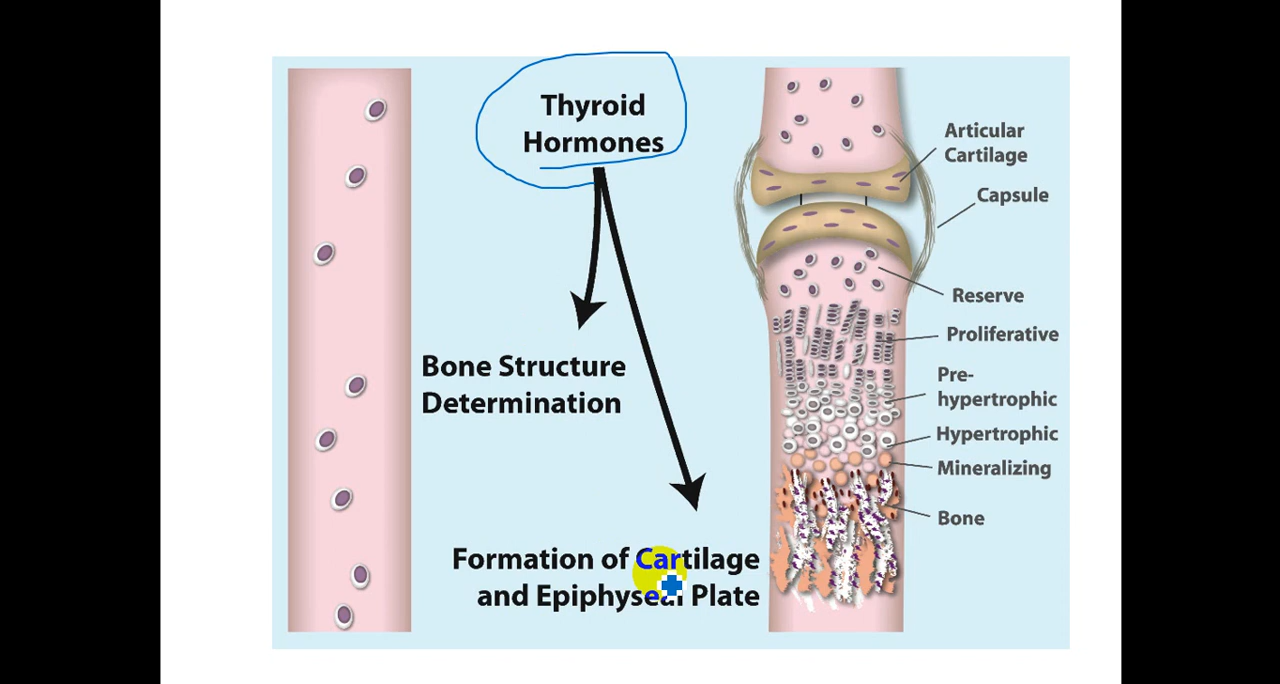 Thyroid
Hormones
Bone Structure
Determination
Formation of Cartilage
and Epiphyseal Plate
Articular
Cartilage
Capsule
Reserve
Proliferative
Pre-
hypertrophic
Hypertrophic
Mineralizing
Bone